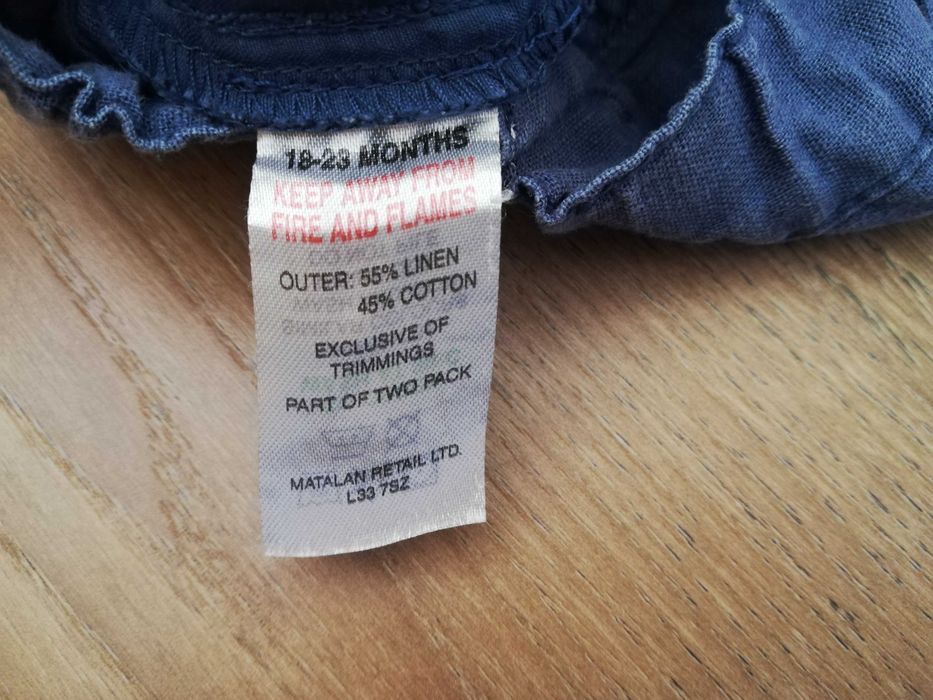 18-23 MONTHS
KEEP AWAY FROM
FIRE AND FLAMES
OUTER: 55% LINEN
45% COTTON
EXCLUSIVE OF
TRIMMINGS
PART OF TWO PACK
MATALAN RETAIL LTD.
L33 7SZ